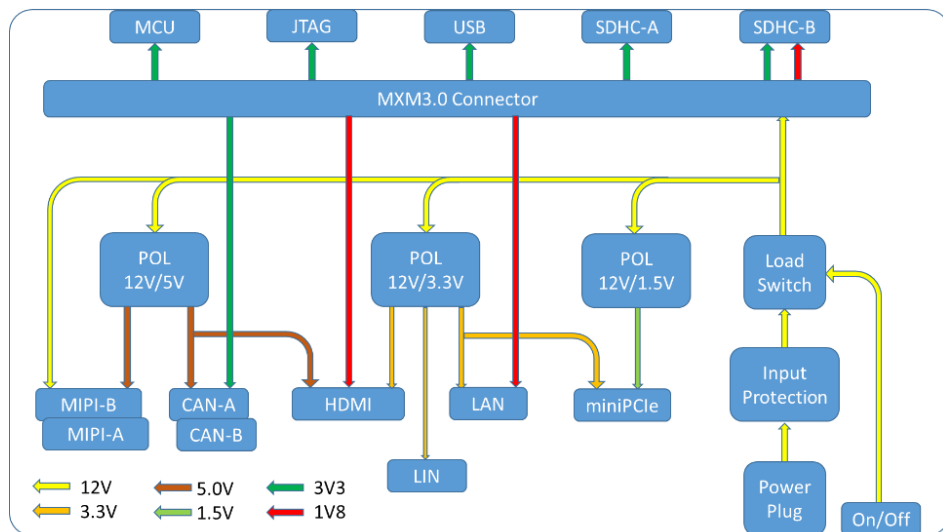 MCU
JTAG
USB
SDHC-A
SDHC-B
MXM3.0 Connector
POL
12V/5V
POL
12V/3.3V
POL
12V/1.5V
Load
Switch
Input
Protection
MIPI-B
MIPI-A
CAN-A
CAN-B
HDMI
LAN
miniPCIe
LIN
Power
Plug
On/Off
12V
5.0V
3V3
3.3V
1.5V
1V8